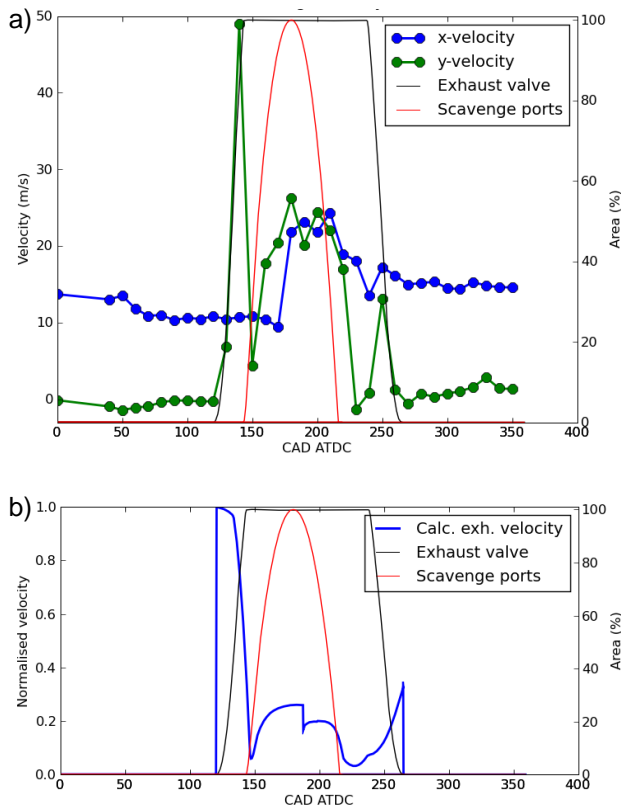 a)
50
40
30
20
10
0
Velocity (m/s)
x-velocity
y-velocity
Exhaust valve
Scavenge ports
100
80
60
40
20
0
Area (%)
0 50 100 150 200 250 300 350 400
CAD ATDC
b)
1.0
0.8
0.6
0.4
0.2
0.0
Normalised velocity
Calc. exh. velocity
Exhaust valve
Scavenge ports
100
80
60
40
20
0
Area (%)
0 50 100 150 200 250 300 350 400
CAD ATDC